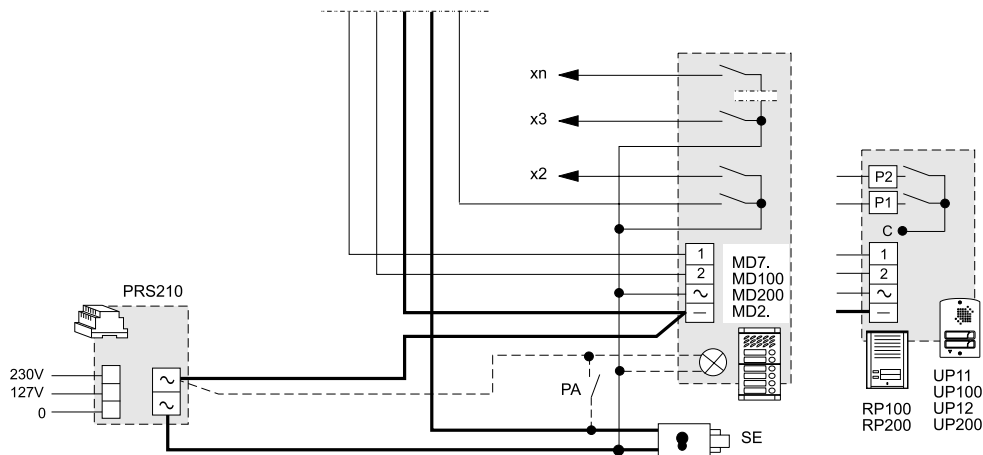 xn
x3
x2
P2
P1
C
1
2
~
—
MD7.
MD100
MD200
MD2.
1
2
~
—
PRS210
~
~
230V
127V
0
PA
SE
RP100
RP200
UP11
UP100
UP12
UP200